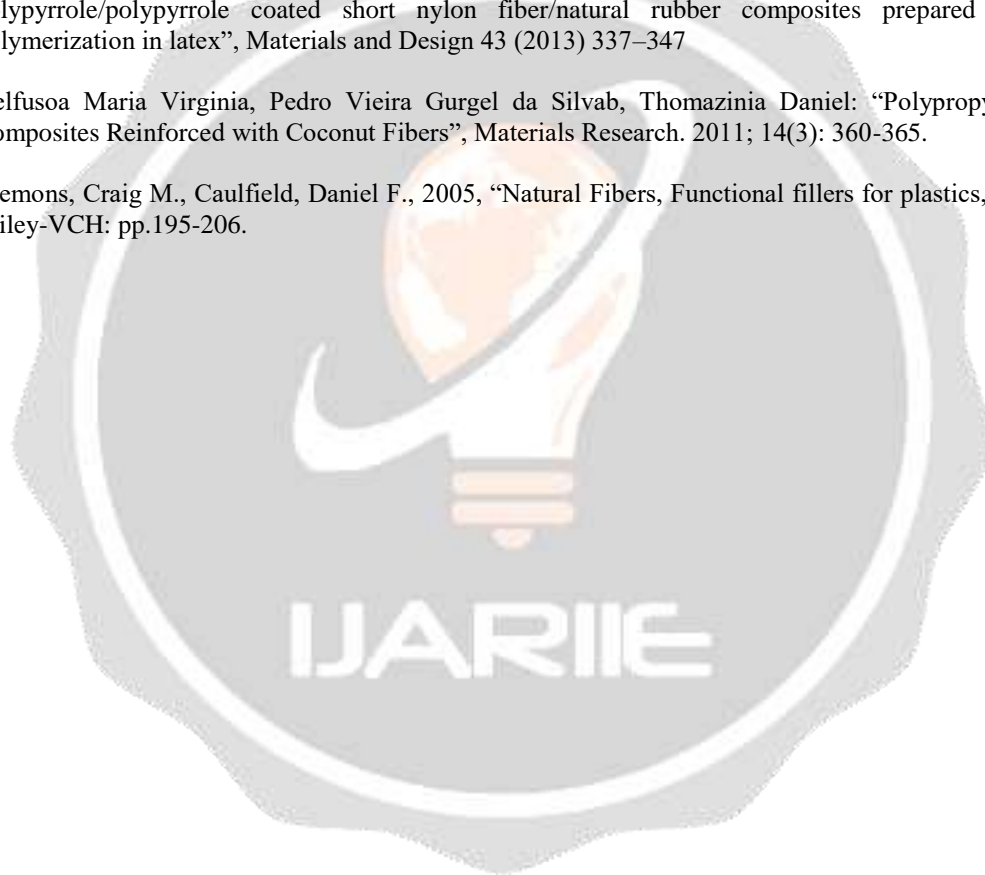 lypyrrole/polypyrrole coated short nylon fiber/natural rubber composites prepared
lymerization in latex”, Materials and Design 43 (2013) 337–347
elfusoa Maria Virginia, Pedro Vieira Gurgel da Silvab, Thomazinia Daniel: “Polypropy
omposites Reinforced with Coconut Fibers”, Materials Research. 2011; 14(3): 360-365.
emons, Craig M., Caulfield, Daniel F., 2005, “Natural Fibers, Functional fillers for plastics,
iley-VCH: pp.195-206.
IJARIIE